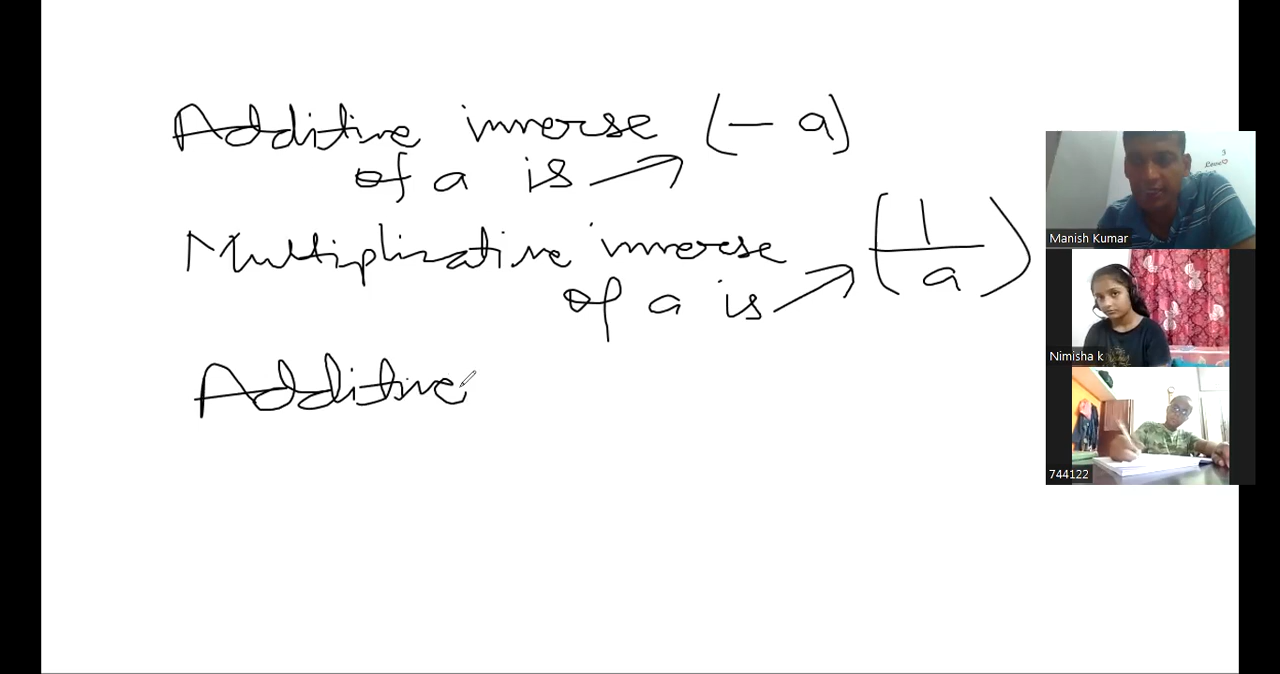 Additive inverse (- a)
of a is →
Multiplicative inverse (1/a)
of a is →
Additive
Manish Kumar
Nimisha k
744122